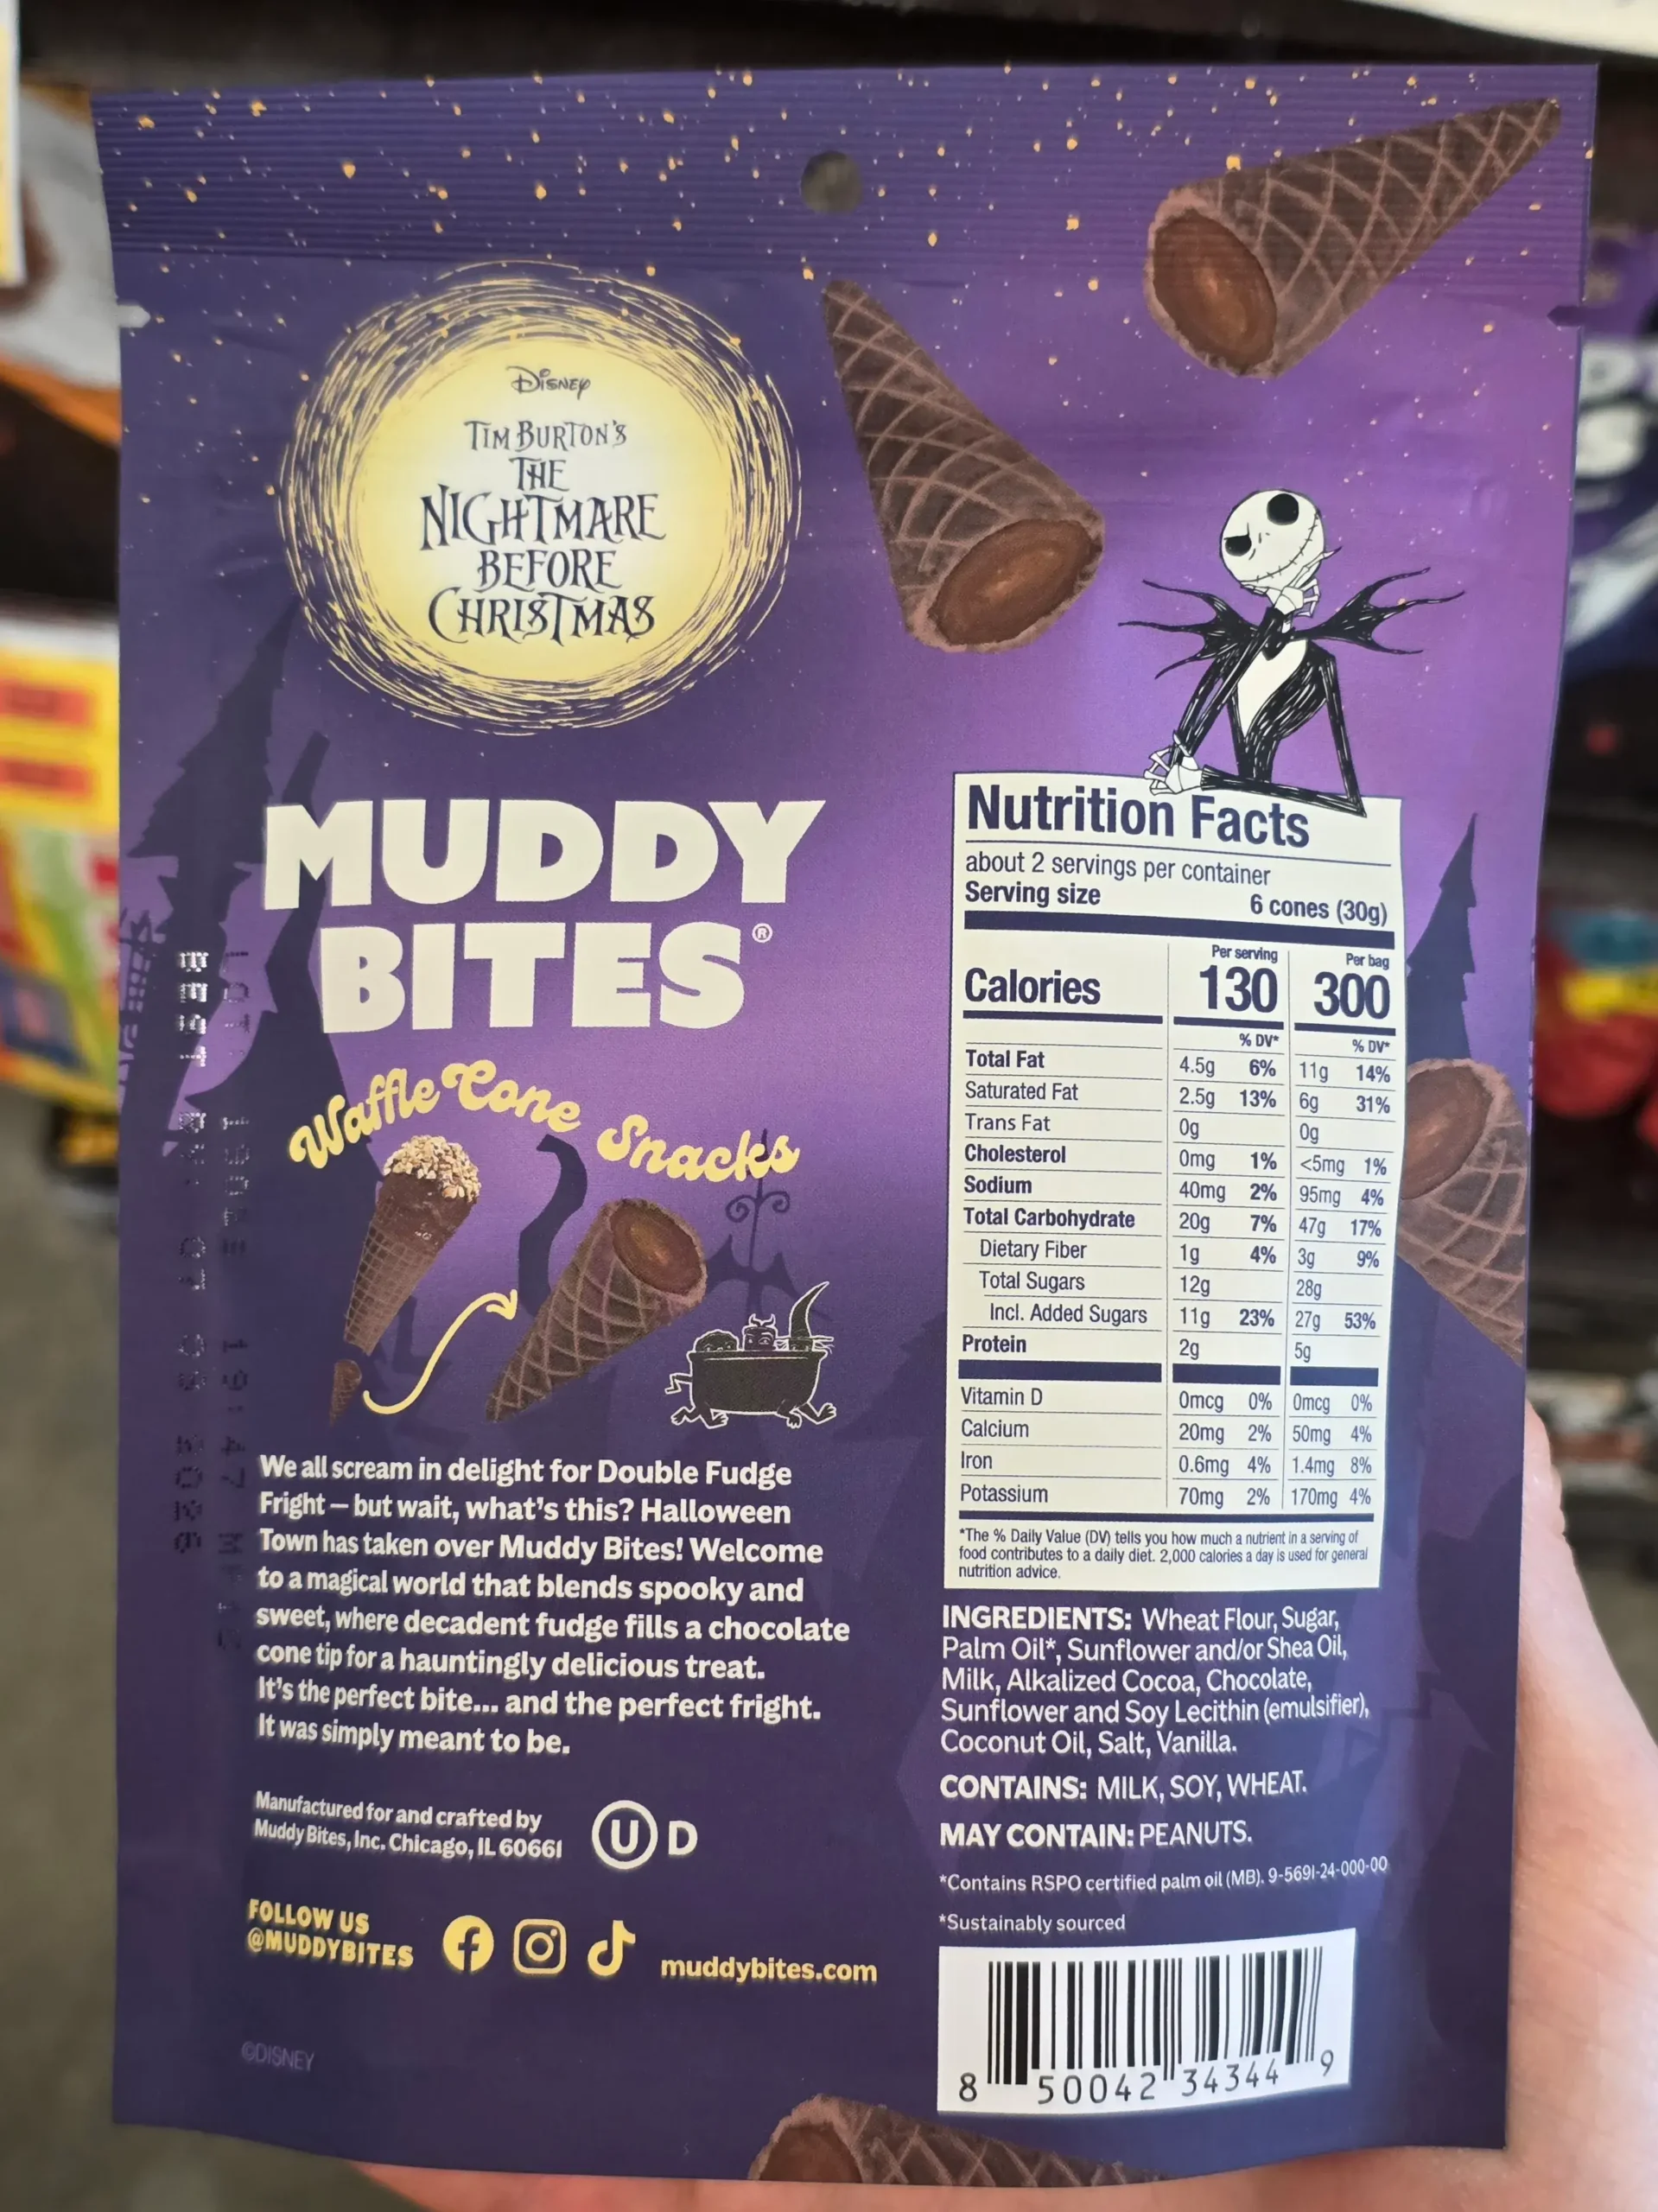 Disney
TIM BURTON'S
THE
NIGHTMARE
BEFORE
CHRISTMAS
MUDDY
BITES®
Waffle Cone Snacks
We all scream in delight for Double Fudge
Fright – but wait, what's this? Halloween
Town has taken over Muddy Bites! Welcome
to a magical world that blends spooky and
sweet, where decadent fudge fills a chocolate
cone tip for a hauntingly delicious treat.
It's the perfect bite... and the perfect fright.
It was simply meant to be.
Manufactured for and crafted by
Muddy Bites, Inc. Chicago, IL 60661
U D
FOLLOW US
@MUDDYBITES
muddybites.com
©DISNEY
Nutrition Facts
about 2 servings per container
Serving size 6 cones (30g)
Per serving Per bag
Calories 130 300
% DV* % DV*
Total Fat 4.5g 6% 11g 14%
Saturated Fat 2.5g 13% 6g 31%
Trans Fat 0g 0g
Cholesterol 0mg 1% <5mg 1%
Sodium 40mg 2% 95mg 4%
Total Carbohydrate 20g 7% 47g 17%
Dietary Fiber 1g 4% 3g 9%
Total Sugars 12g 28g
Incl. Added Sugars 11g 23% 27g 53%
Protein 2g 5g
Vitamin D 0mcg 0% 0mcg 0%
Calcium 20mg 2% 50mg 4%
Iron 0.6mg 4% 1.4mg 8%
Potassium 70mg 2% 170mg 4%
*The % Daily Value (DV) tells you how much a nutrient in a serving of
food contributes to a daily diet. 2,000 calories a day is used for general
nutrition advice.
INGREDIENTS: Wheat Flour, Sugar,
Palm Oil*, Sunflower and/or Shea Oil,
Milk, Alkalized Cocoa, Chocolate,
Sunflower and Soy Lecithin (emulsifier),
Coconut Oil, Salt, Vanilla.
CONTAINS: MILK, SOY, WHEAT.
MAY CONTAIN: PEANUTS.
*Contains RSPO certified palm oil (MB). 9-5691-24-000-00
*Sustainably sourced
8 50042 34344 9